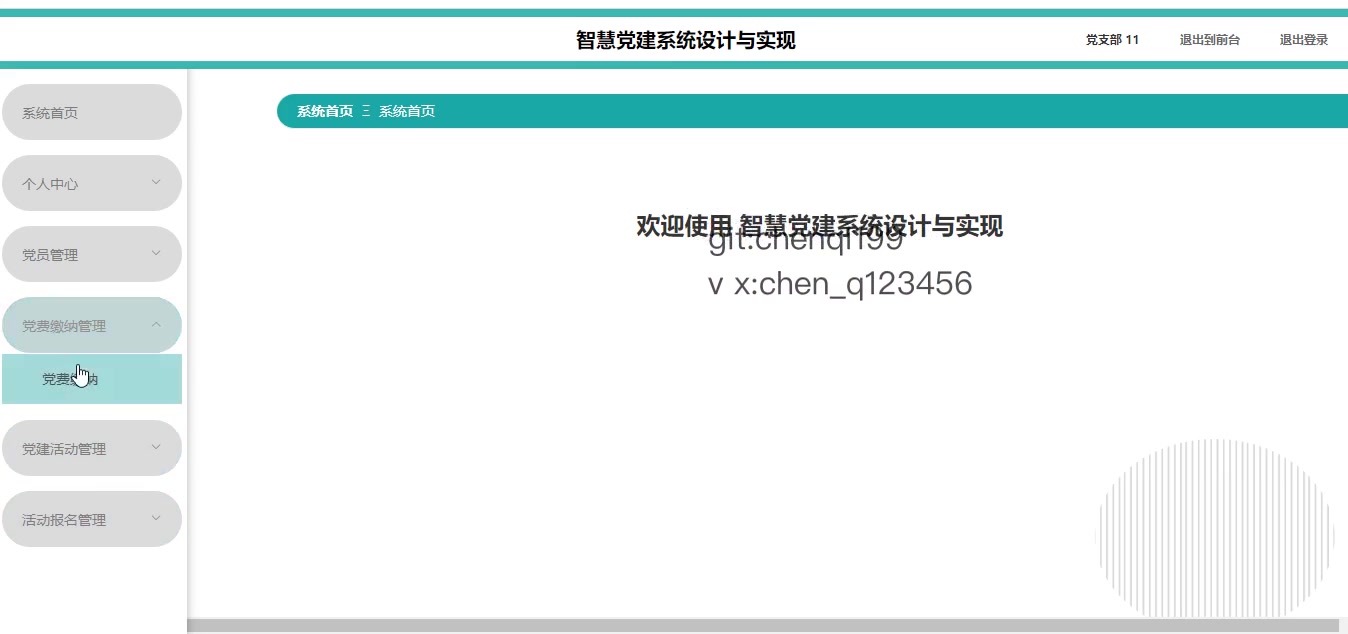 智慧党建系统设计与实现
党支部 11
退出到前台
退出登录
系统首页
个人中心
党员管理
党费缴纳管理
党费缴纳
党建活动管理
活动报名管理
系统首页 Ξ 系统首页
欢迎使用 智慧党建系统设计与实现
git:chenqi199
v x:chen_q123456